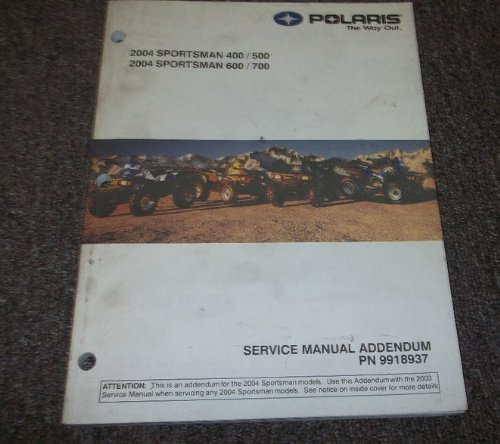 POLARIS
The Way Out.
2004 SPORTSMAN 400 / 500
2004 SPORTSMAN 600 / 700
SERVICE MANUAL ADDENDUM
PN 9918937
ATTENTION: This is an addendum for the 2004 Sportsman models. Use this Addendum with the 2003
Service Manual when servicing any 2004 Sportsman models. See notice on inside cover for more details.